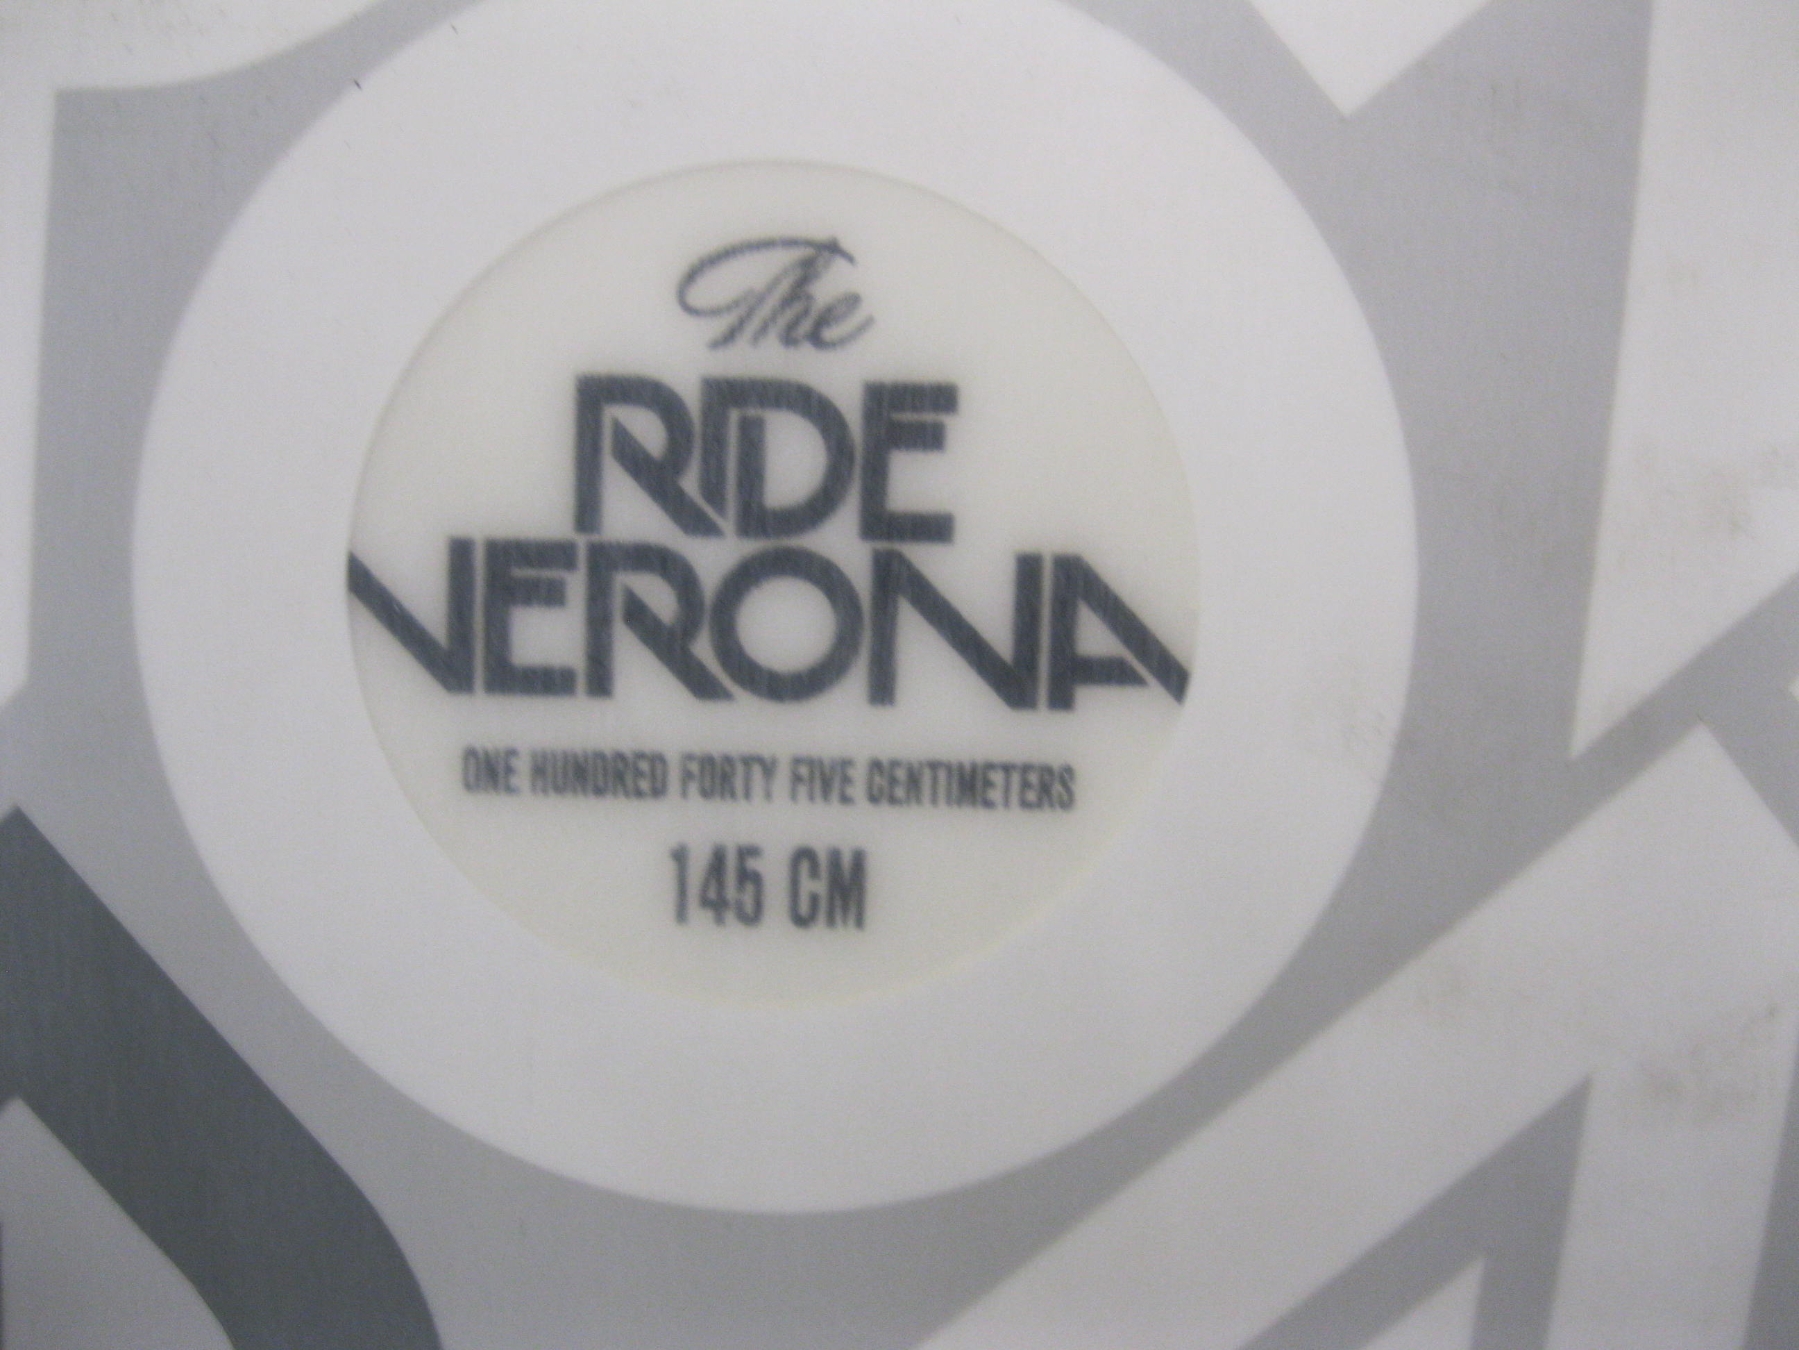 The
RIDE
VERONA
ONE HUNDRED FORTY FIVE CENTIMETERS
145 CM